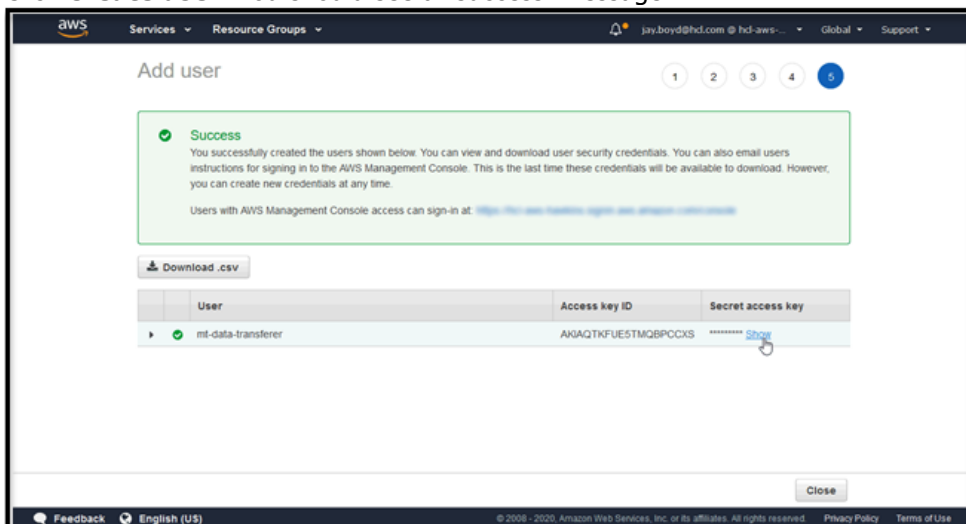 aws Services Resource Groups jay.boyd@hcl.com @ hcl-aws-... Global Support
Add user 1 2 3 4 5
Success
You successfully created the users shown below. You can view and download user security credentials. You can also email users
instructions for signing in to the AWS Management Console. This is the last time these credentials will be available to download. However,
you can create new credentials at any time.
Users with AWS Management Console access can sign-in at:
Download .csv
User Access key ID Secret access key
mt-data-transferer AKIAQTKFUE5TMQBPCCXS ********* Show
Close
Feedback English (US) © 2008 - 2020, Amazon Web Services, Inc. or its affiliates. All rights reserved. Privacy Policy Terms of Use